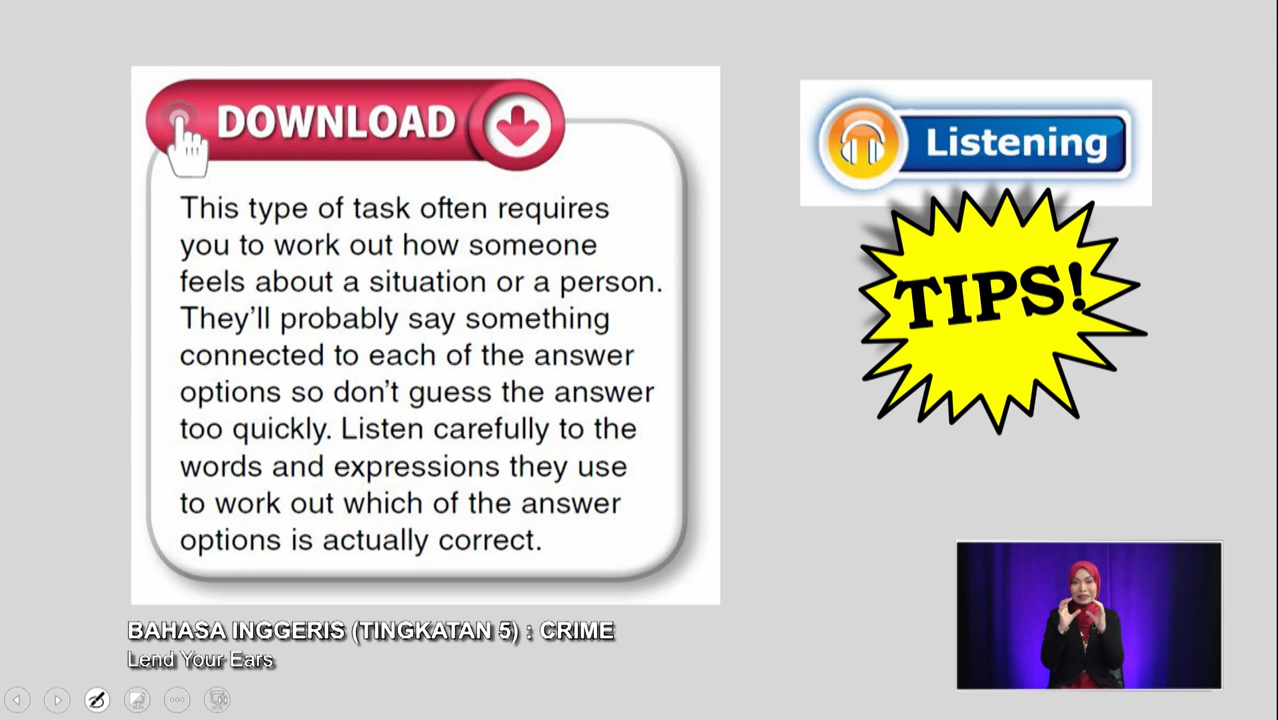 DOWNLOAD
This type of task often requires
you to work out how someone
feels about a situation or a person.
They'll probably say something
connected to each of the answer
options so don't guess the answer
too quickly. Listen carefully to the
words and expressions they use
to work out which of the answer
options is actually correct.
Listening
TIPS!
BAHASA INGGERIS (TINGKATAN 5) : CRIME
Lend Your Ears